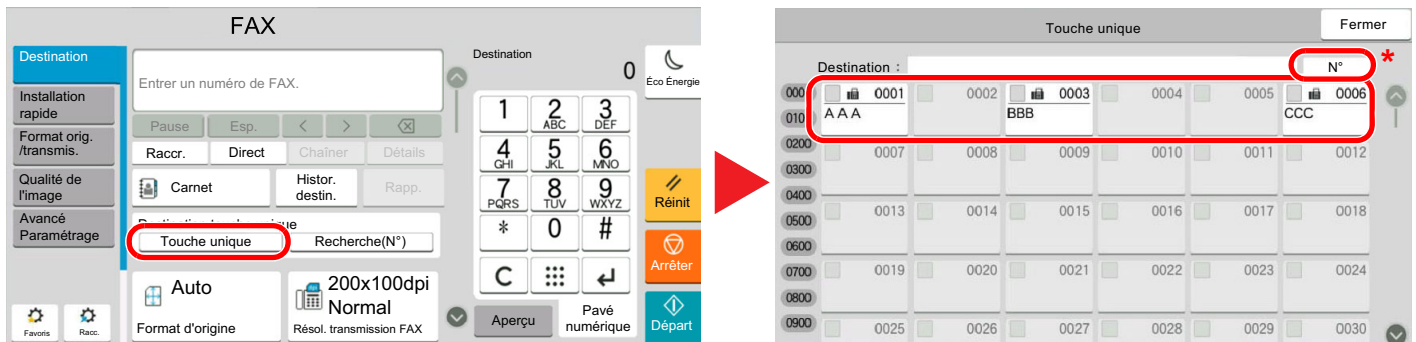 FAX
Destination
Installation
rapide
Format orig.
/transmis.
Qualité de
l'image
Avancé
Paramétrage
Favoris
Racc.
Entrer un numéro de FAX.
Pause
Esp.
Raccr.
Direct
Chaîner
Détails
Carnet
Histor.
destin.
Rapp.
Touche unique
Recherche(N°)
Auto
Format d'origine
200x100dpi
Normal
Résol. transmission FAX
Destination
0
1
2
ABC
3
DEF
4
GHI
5
JKL
6
MNO
7
PQRS
8
TUV
9
WXYZ
*
0
#
C
Aperçu
Pavé
numérique
Éco Énergie
Réinit
Arrêter
Départ
Touche unique
Fermer
Destination :
N°
*
0001
0002
0003
0004
0005
0006
AAA
BBB
CCC
0200
0007
0008
0009
0010
0011
0012
0300
0400
0013
0014
0015
0016
0017
0018
0500
0600
0700
0019
0020
0021
0022
0023
0024
0800
0900
0025
0026
0027
0028
0029
0030